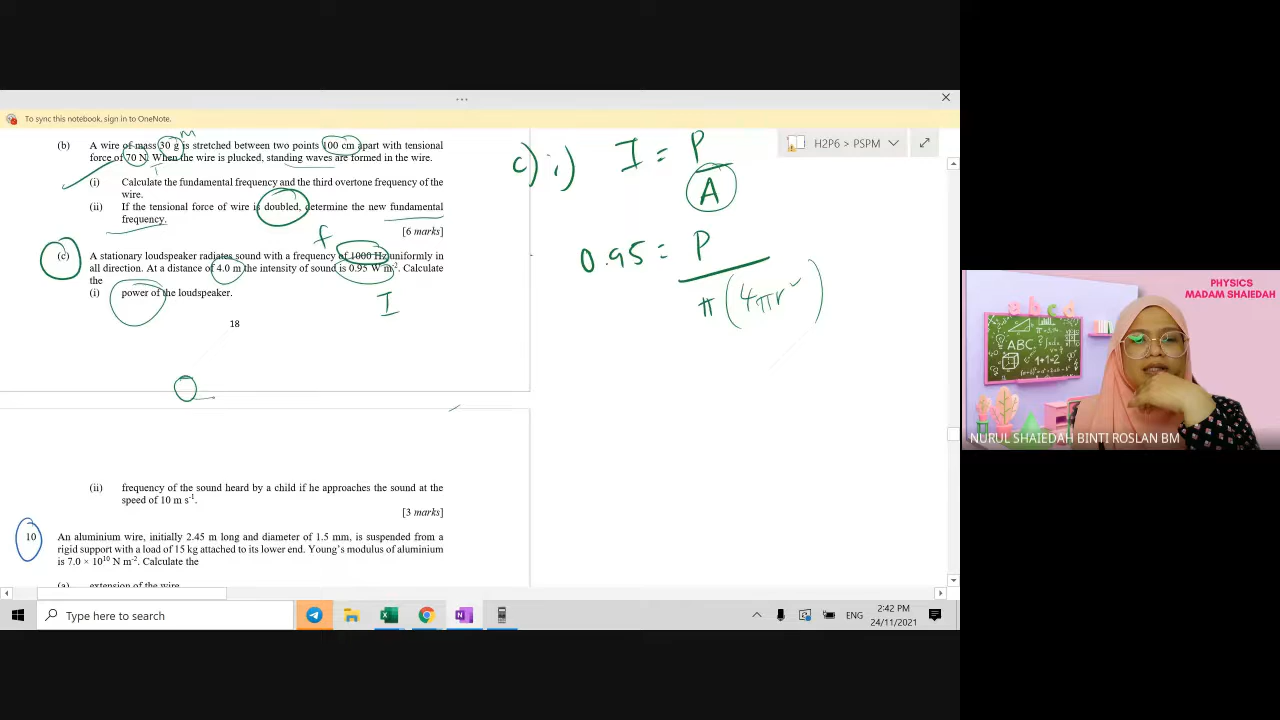 To sync this notebook, sign in to OneNote.
m
(b) A wire of mass 30 g is stretched between two points 100 cm apart with tensional
force of 70 N. When the wire is plucked, standing waves are formed in the wire.
T
(i) Calculate the fundamental frequency and the third overtone frequency of the
wire.
(ii) If the tensional force of wire is doubled, determine the new fundamental
frequency.
[6 marks]
f
(c) A stationary loudspeaker radiates sound with a frequency of 1000 Hz uniformly in
all direction. At a distance of 4.0 m the intensity of sound is 0.95 W m-2. Calculate
the
(i) power of the loudspeaker.
I
18
(ii) frequency of the sound heard by a child if he approaches the sound at the
speed of 10 m s-1.
[3 marks]
10 An aluminium wire, initially 2.45 m long and diameter of 1.5 mm, is suspended from a
rigid support with a load of 15 kg attached to its lower end. Young's modulus of aluminium
is 7.0 × 10¹⁰ N m-2. Calculate the
(a) extension of the wire
c) i) I = P
A
0.95 = P
π (4πr²)
H2P6 > PSPM
PHYSICS
MADAM SHAIEDAH
ABC
1+1=2
NURUL SHAIEDAH BINTI ROSLAN BM
Type here to search
ENG
2:42 PM
24/11/2021